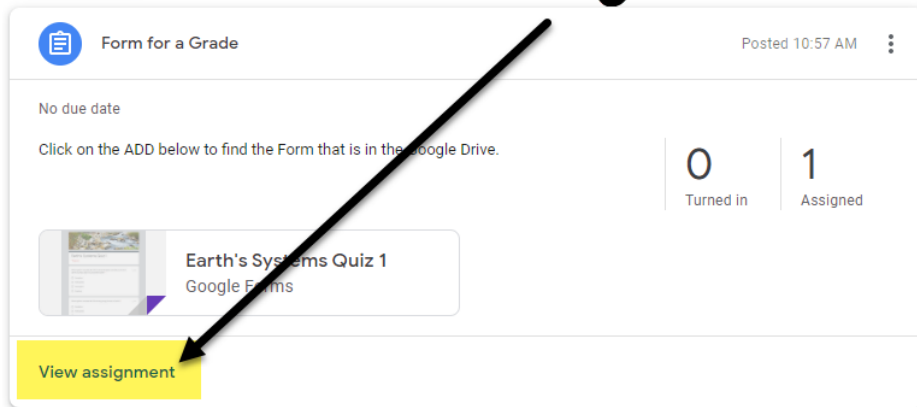 Form for a Grade
Posted 10:57 AM
No due date
Click on the ADD below to find the Form that is in the Google Drive.
0
Turned in
1
Assigned
Earth's Systems Quiz 1
Google Forms
View assignment